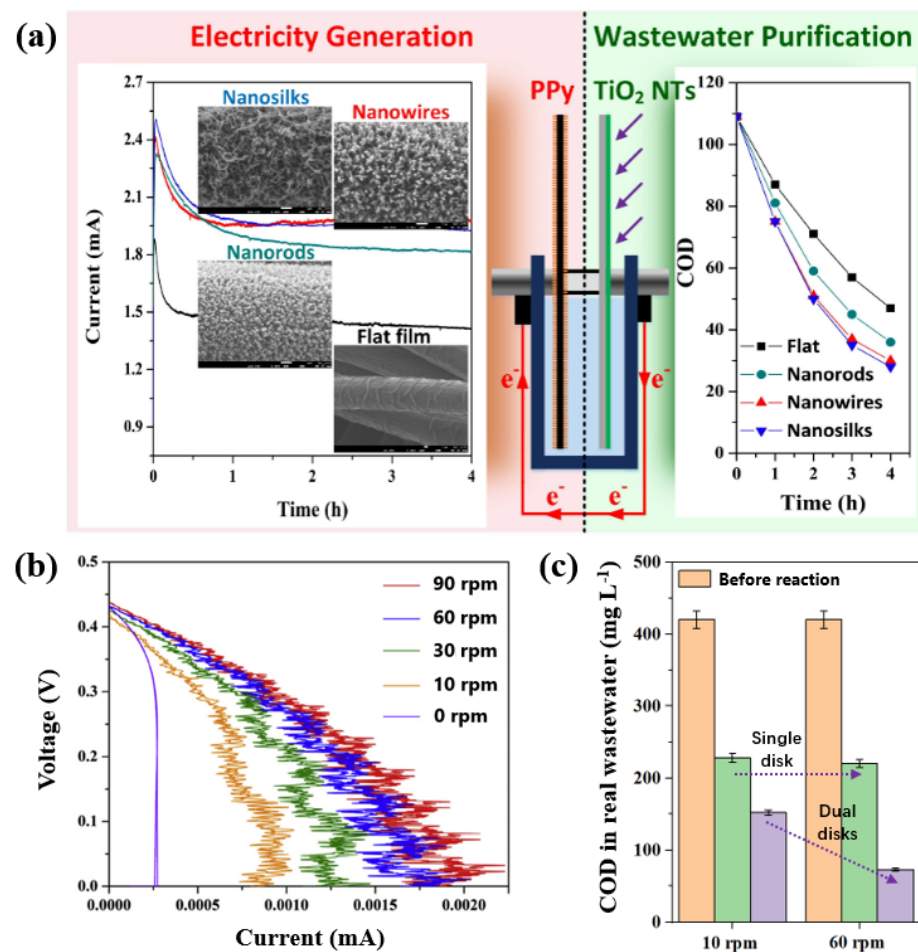 (a)
Electricity Generation
Wastewater Purification
2.7
2.4
2.1
1.8
1.5
1.2
0.9
Current (mA)
Nanosilks
Nanowires
Nanorods
Flat film
0
1
2
3
4
Time (h)
PPy
TiO₂ NTs
e⁻
e⁻
e⁻
e⁻
120
100
80
60
40
20
0
COD
Flat
Nanorods
Nanowires
Nanosilks
0
1
2
3
4
Time (h)
(b)
0.5
0.4
0.3
0.2
0.1
0.0
Voltage (V)
90 rpm
60 rpm
30 rpm
10 rpm
0 rpm
0.0000
0.0005
0.0010
0.0015
0.0020
Current (mA)
(c)
500
400
300
200
100
0
COD in real wastewater (mg L⁻¹)
Before reaction
Single
disk
Dual
disks
10 rpm
60 rpm